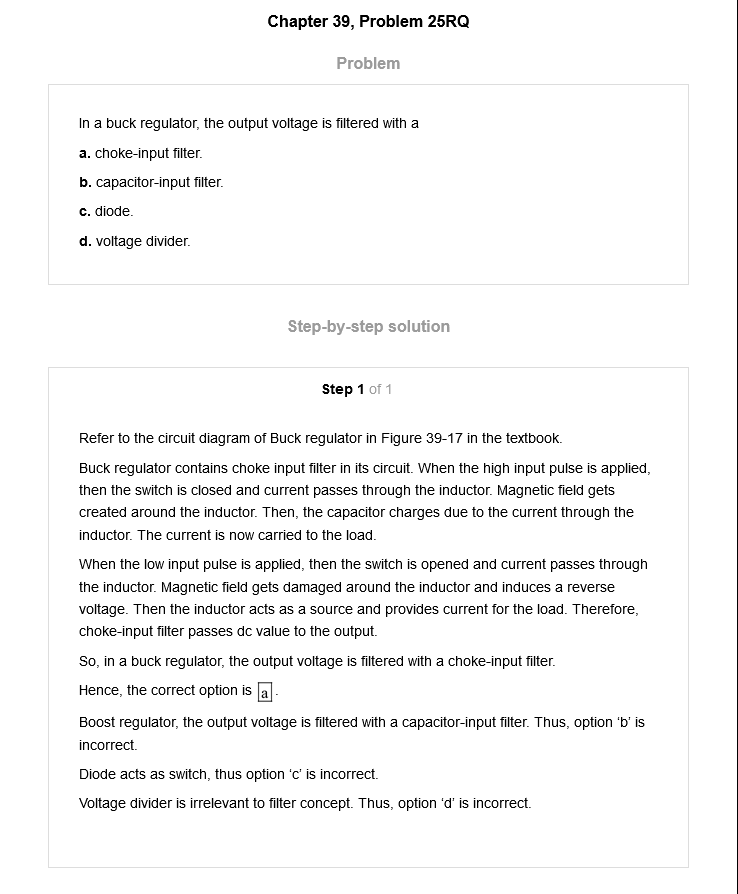 Chapter 39, Problem 25RQ
Problem
In a buck regulator, the output voltage is filtered with a
a. choke-input filter.
b. capacitor-input filter.
c. diode.
d. voltage divider.
Step-by-step solution
Step 1 of 1
Refer to the circuit diagram of Buck regulator in Figure 39-17 in the textbook.
Buck regulator contains choke input filter in its circuit. When the high input pulse is applied,
then the switch is closed and current passes through the inductor. Magnetic field gets
created around the inductor. Then, the capacitor charges due to the current through the
inductor. The current is now carried to the load.
When the low input pulse is applied, then the switch is opened and current passes through
the inductor. Magnetic field gets damaged around the inductor and induces a reverse
voltage. Then the inductor acts as a source and provides current for the load. Therefore,
choke-input filter passes dc value to the output.
So, in a buck regulator, the output voltage is filtered with a choke-input filter.
Hence, the correct option is a.
Boost regulator, the output voltage is filtered with a capacitor-input filter. Thus, option ‘b’ is
incorrect.
Diode acts as switch, thus option ‘c’ is incorrect.
Voltage divider is irrelevant to filter concept. Thus, option ‘d’ is incorrect.